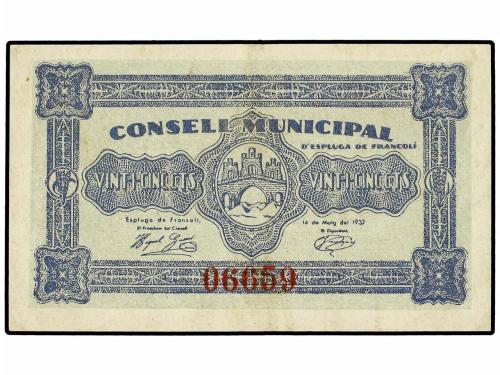 CONSELL MUNICIPAL
D'ESPLUGA DE FRANCOLÍ
VINT-I-CINC CTS VINT-I-CINC CTS
Espluga de Francolí, 14 de Maig del 1937
El President del Consell El Dipositari,
06659